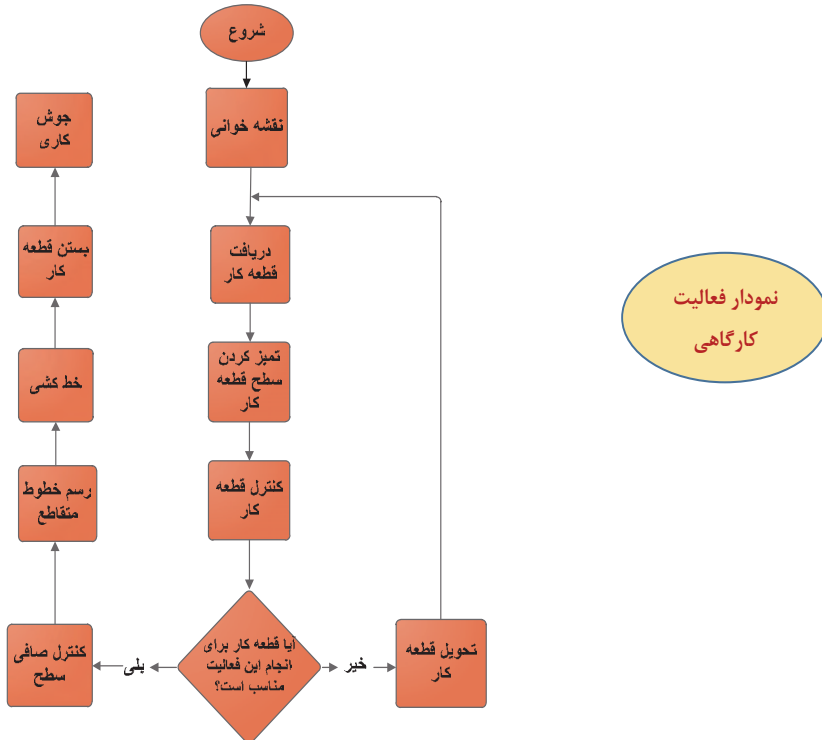 شروع
نقشه خوانی
دریافت
قطعه کار
تمیز کردن
سطح قطعه
کار
کنترل قطعه
کار
آیا قطعه کار برای
انجام این فعالیت
مناسب است؟
خیر
تحویل قطعه
کار
بلی
کنترل صافی
سطح
رسم خطوط
متقاطع
خط کشی
بستن قطعه
کار
جوش
کاری
نمودار فعالیت
کارگاهی